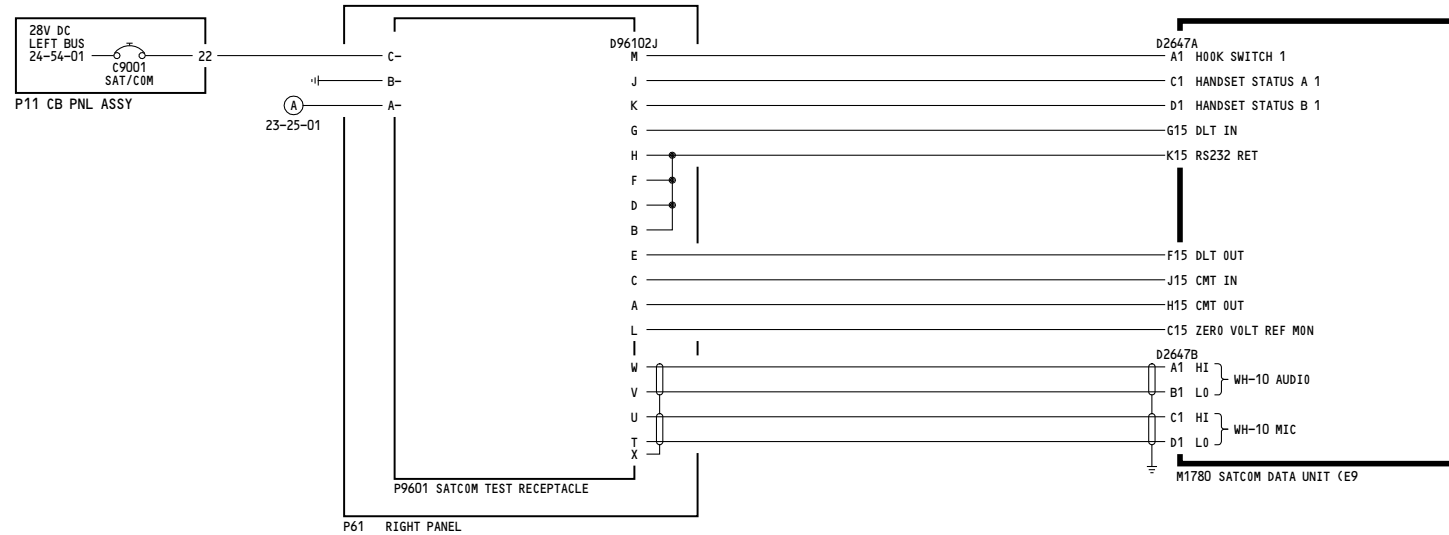 28V DC
LEFT BUS
24-54-01
C9001
SAT/COM
22
P11 CB PNL ASSY
C-
B-
A
A-
23-25-01
D96102J
D2647A
M A1 HOOK SWITCH 1
J C1 HANDSET STATUS A 1
K D1 HANDSET STATUS B 1
G G15 DLT IN
H K15 RS232 RET
F
D
B
E F15 DLT OUT
C J15 CMT IN
A H15 CMT OUT
L C15 ZERO VOLT REF MON
D2647B
W A1 HI
WH-10 AUDIO
V B1 LO
U C1 HI
WH-10 MIC
T D1 LO
X
P9601 SATCOM TEST RECEPTACLE
M1780 SATCOM DATA UNIT (E9
P61 RIGHT PANEL